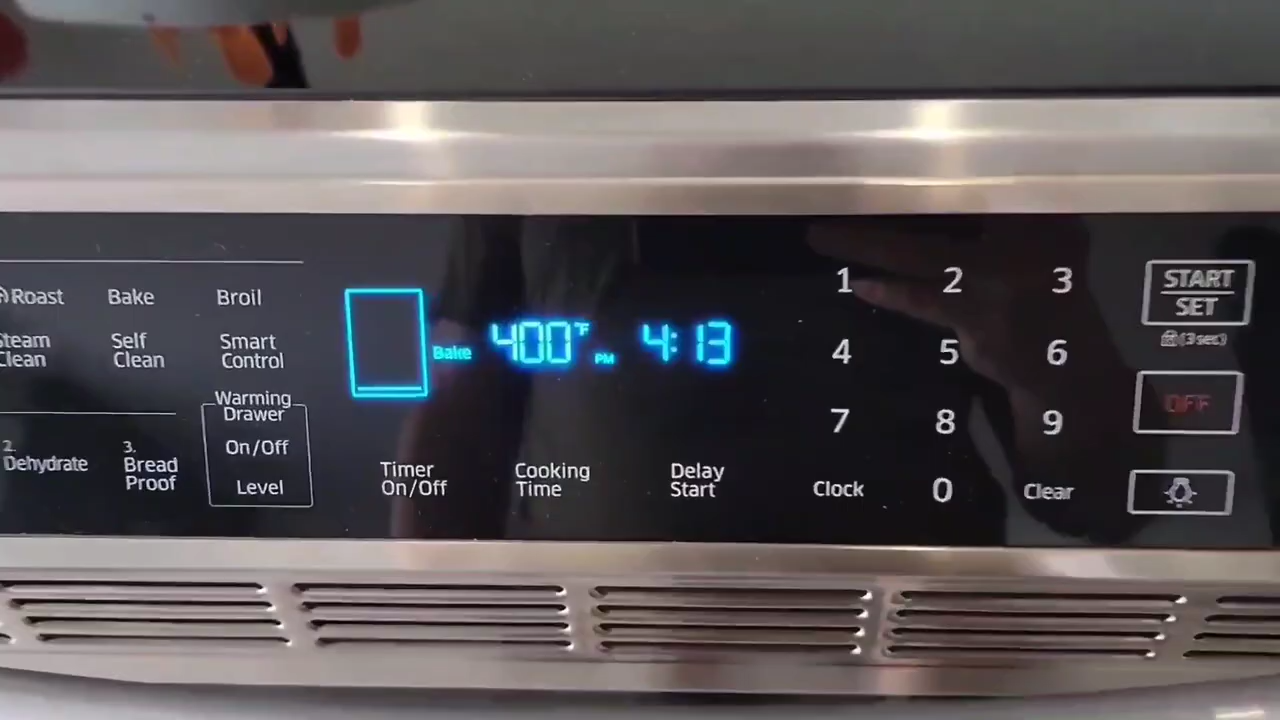 Roast Bake Broil
Steam Clean
Self Clean
Smart Control
Warming Drawer
On/Off
Level
2. Dehydrate
3. Bread Proof
Bake 400°F PM 4:13
Timer On/Off
Cooking Time
Delay Start
1 2 3
4 5 6
7 8 9
Clock 0 Clear
START
SET
(3 sec)
OFF